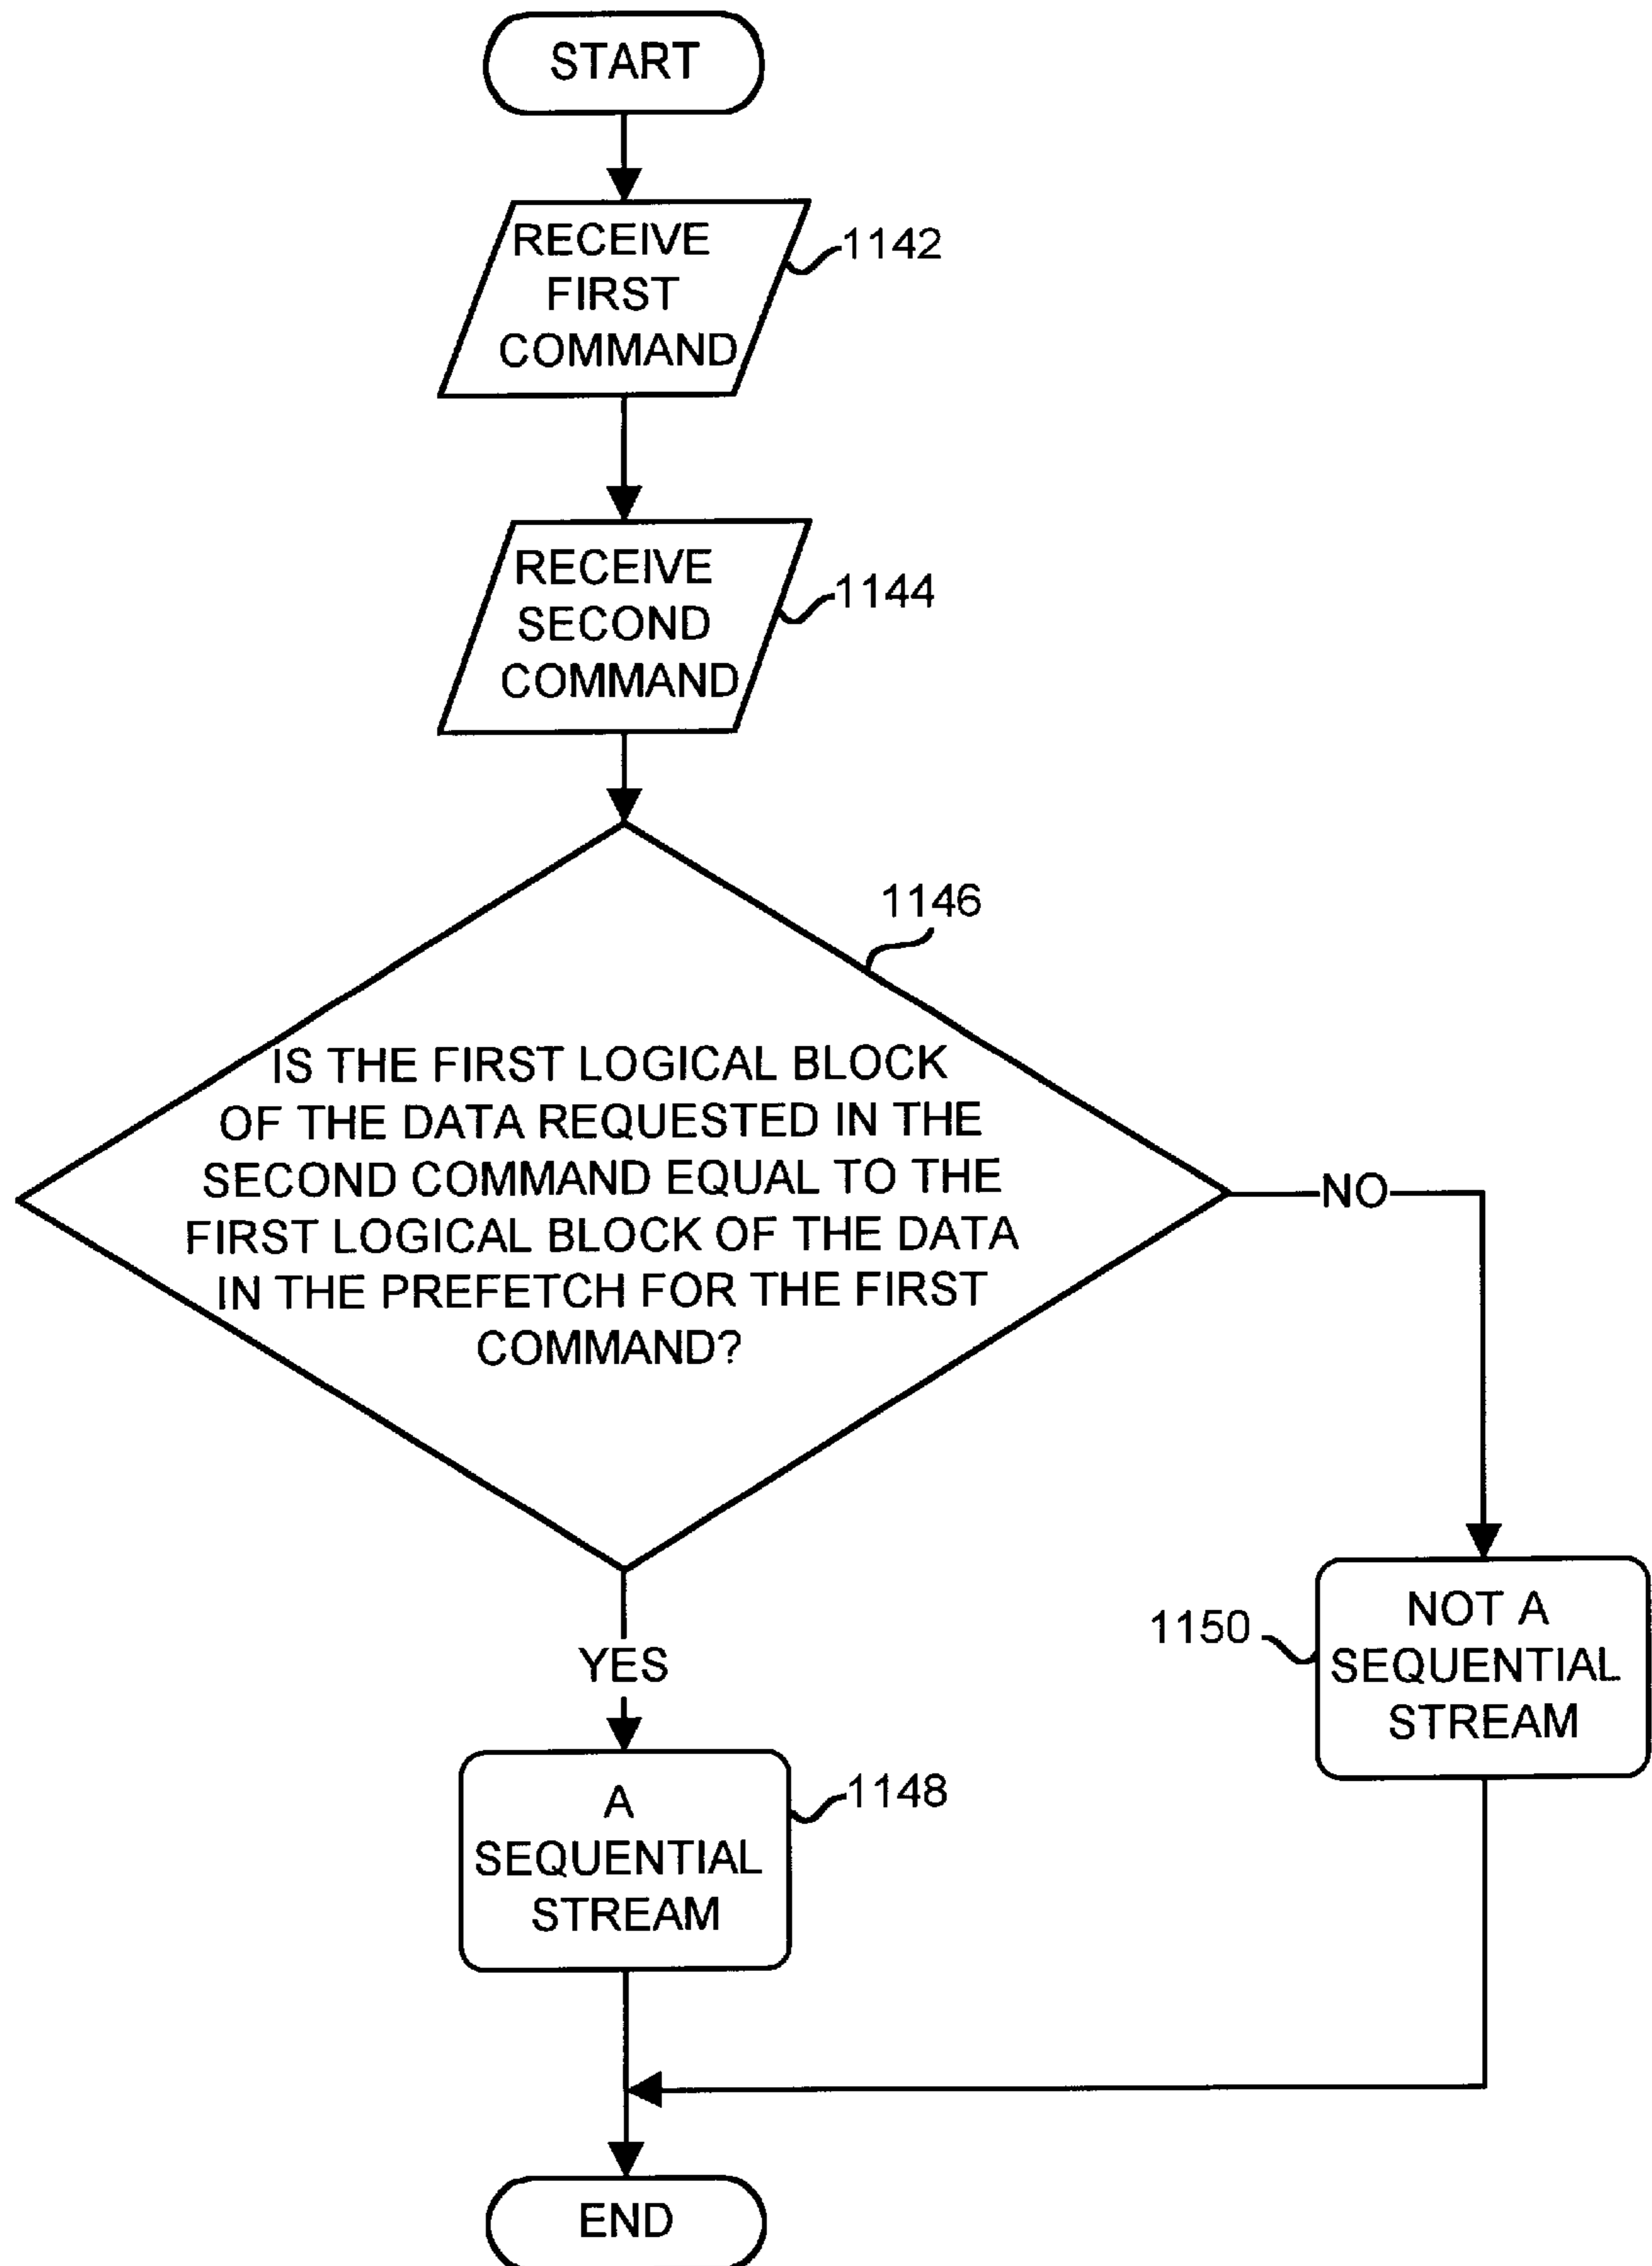 START
RECEIVE
FIRST
COMMAND
1142
RECEIVE
SECOND
COMMAND
1144
1146
IS THE FIRST LOGICAL BLOCK
OF THE DATA REQUESTED IN THE
SECOND COMMAND EQUAL TO THE
FIRST LOGICAL BLOCK OF THE DATA
IN THE PREFETCH FOR THE FIRST
COMMAND?
NO
YES
1150
NOT A
SEQUENTIAL
STREAM
A
SEQUENTIAL
STREAM
1148
END